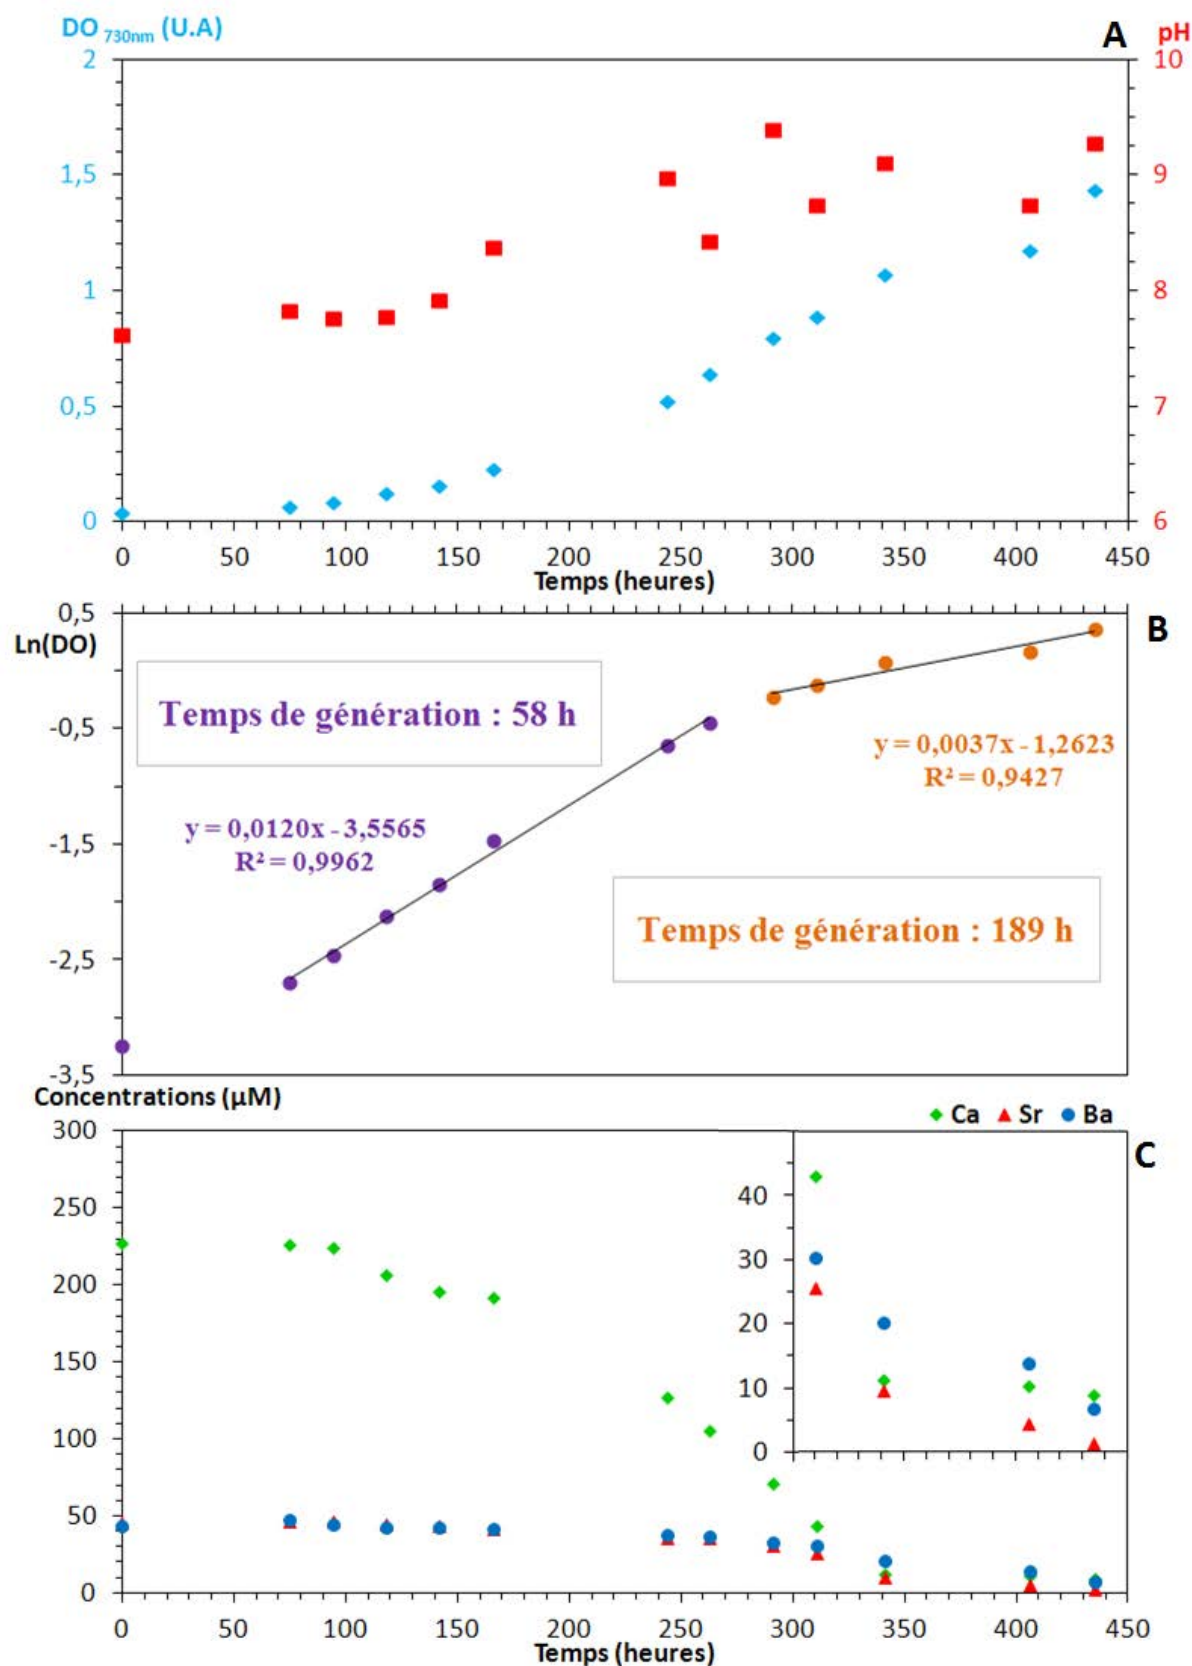 DO 730nm (U.A)
A
pH
2
10
1,5
9
1
8
0,5
7
0
6
0 50 100 150 200 250 300 350 400 450
Temps (heures)
0,5
B
Ln(DO)
Temps de génération : 58 h
-0,5
y = 0,0037x - 1,2623
R² = 0,9427
y = 0,0120x - 3,5565
-1,5
R² = 0,9962
Temps de génération : 189 h
-2,5
-3,5
Concentrations (µM)
Ca Sr Ba
300
C
250
40
200
30
150
20
100
10
50
0
0
0 50 100 150 200 250 300 350 400 450
Temps (heures)